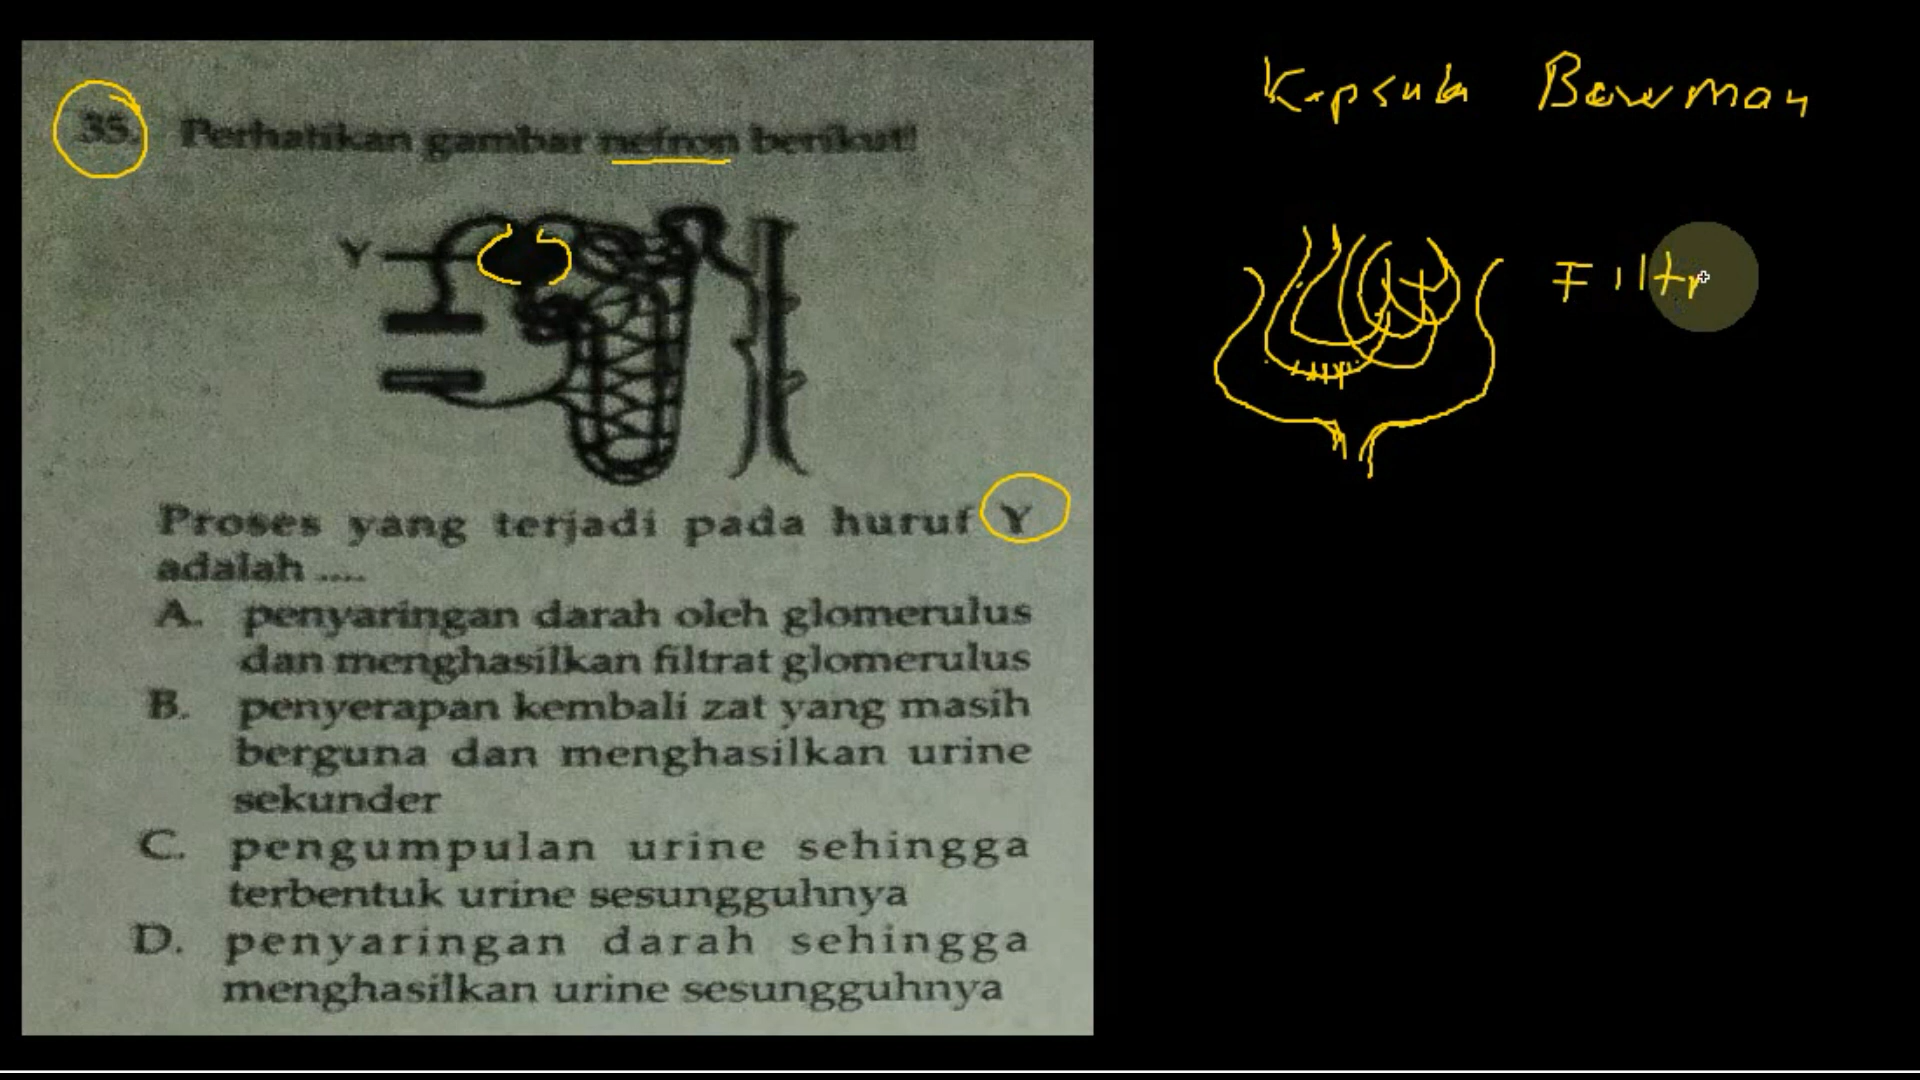 35. Perhatikan gambar nefron berikut!
Y
Proses yang terjadi pada huruf Y
adalah ....
A. penyaringan darah oleh glomerulus
dan menghasilkan filtrat glomerulus
B. penyerapan kembali zat yang masih
berguna dan menghasilkan urine
sekunder
C. pengumpulan urine sehingga
terbentuk urine sesungguhnya
D. penyaringan darah sehingga
menghasilkan urine sesungguhnya
Kapsula Bowman
Filtr